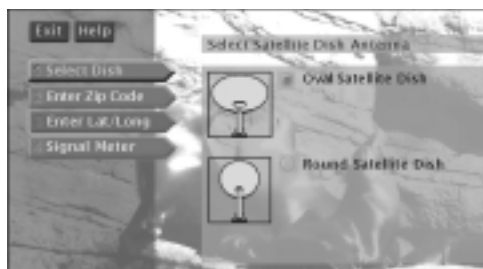 Exit Help
Select Satellite Dish Antenna
Select Dish
Enter Zip Code
Enter Lat/Long
Signal Meter
Oval Satellite Dish
Round Satellite Dish